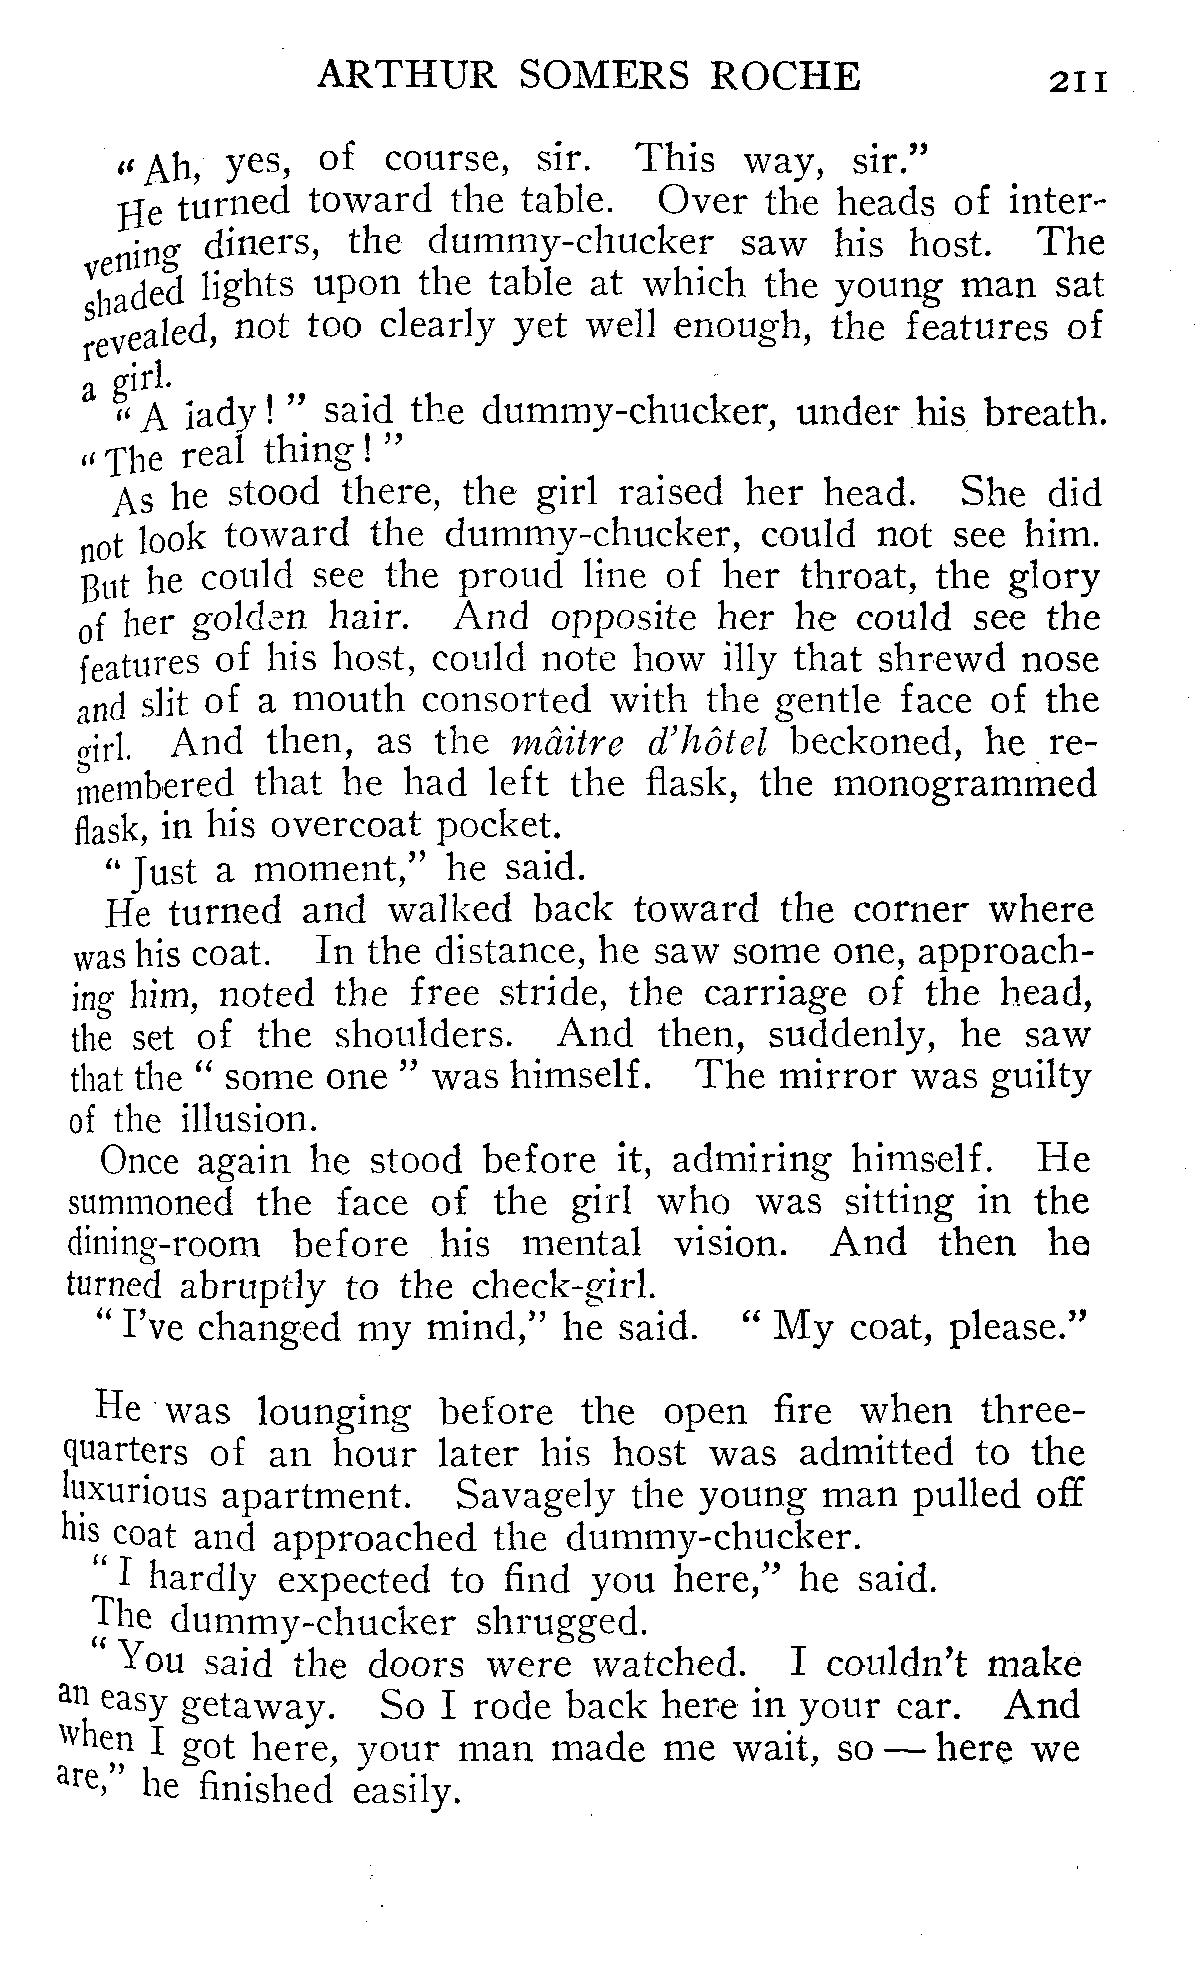 ARTHUR SOMERS ROCHE 211
"Ah, yes, of course, sir. This way, sir."
He turned toward the table. Over the heads of inter-
vening diners, the dummy-chucker saw his host. The
shaded lights upon the table at which the young man sat
revealed, not too clearly yet well enough, the features of
a girl.
"A lady!" said the dummy-chucker, under his breath.
"The real thing!"
As he stood there, the girl raised her head. She did
not look toward the dummy-chucker, could not see him.
But he could see the proud line of her throat, the glory
of her golden hair. And opposite her he could see the
features of his host, could note how illy that shrewd nose
and slit of a mouth consorted with the gentle face of the
girl. And then, as the mâitre d'hôtel beckoned, he re-
membered that he had left the flask, the monogrammed
flask, in his overcoat pocket.
"Just a moment," he said.
He turned and walked back toward the corner where
was his coat. In the distance, he saw some one, approach-
ing him, noted the free stride, the carriage of the head,
the set of the shoulders. And then, suddenly, he saw
that the "some one" was himself. The mirror was guilty
of the illusion.
Once again he stood before it, admiring himself. He
summoned the face of the girl who was sitting in the
dining-room before his mental vision. And then he
turned abruptly to the check-girl.
"I've changed my mind," he said. "My coat, please."
He was lounging before the open fire when three-
quarters of an hour later his host was admitted to the
luxurious apartment. Savagely the young man pulled off
his coat and approached the dummy-chucker.
"I hardly expected to find you here," he said.
The dummy-chucker shrugged.
"You said the doors were watched. I couldn't make
an easy getaway. So I rode back here in your car. And
when I got here, your man made me wait, so — here we
are," he finished easily.